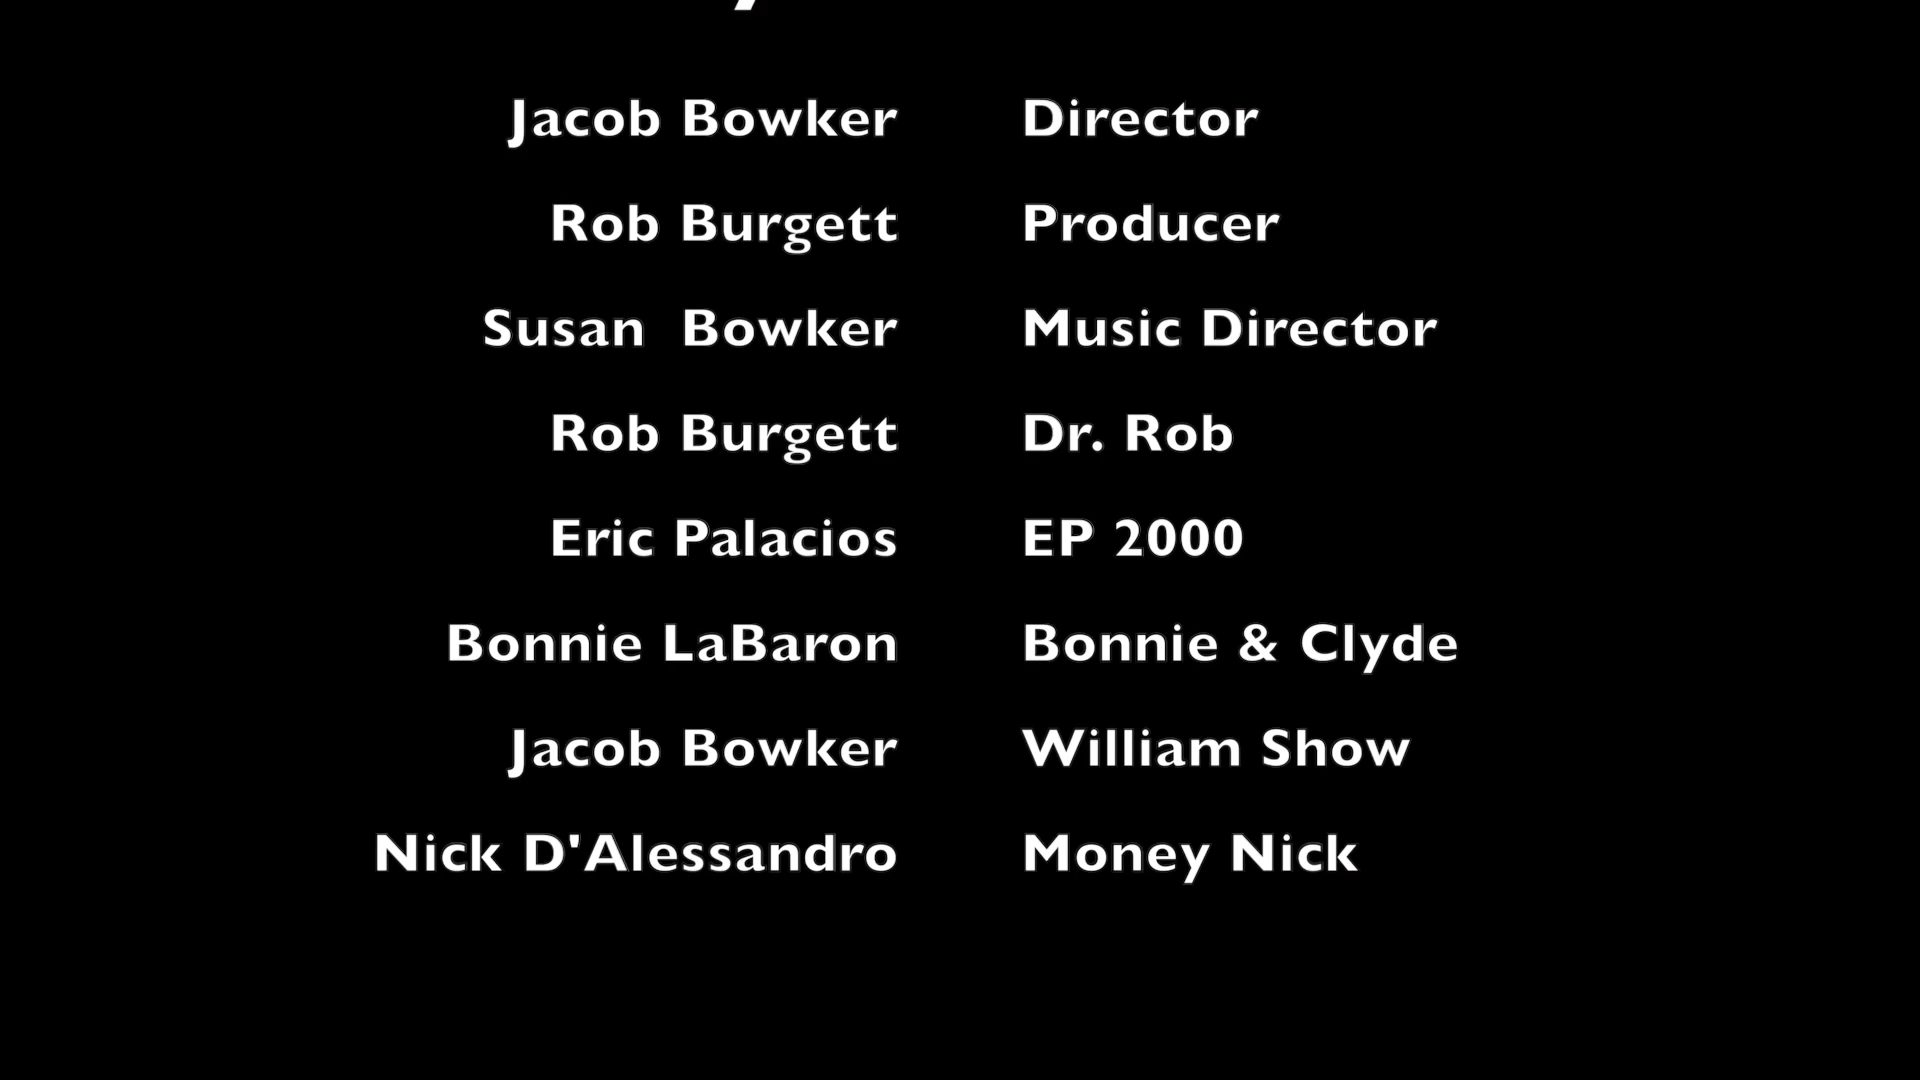 Jacob Bowker Director
Rob Burgett Producer
Susan  Bowker Music Director
Rob Burgett Dr. Rob
Eric Palacios EP 2000
Bonnie LaBaron Bonnie & Clyde
Jacob Bowker William Show
Nick D'Alessandro Money Nick